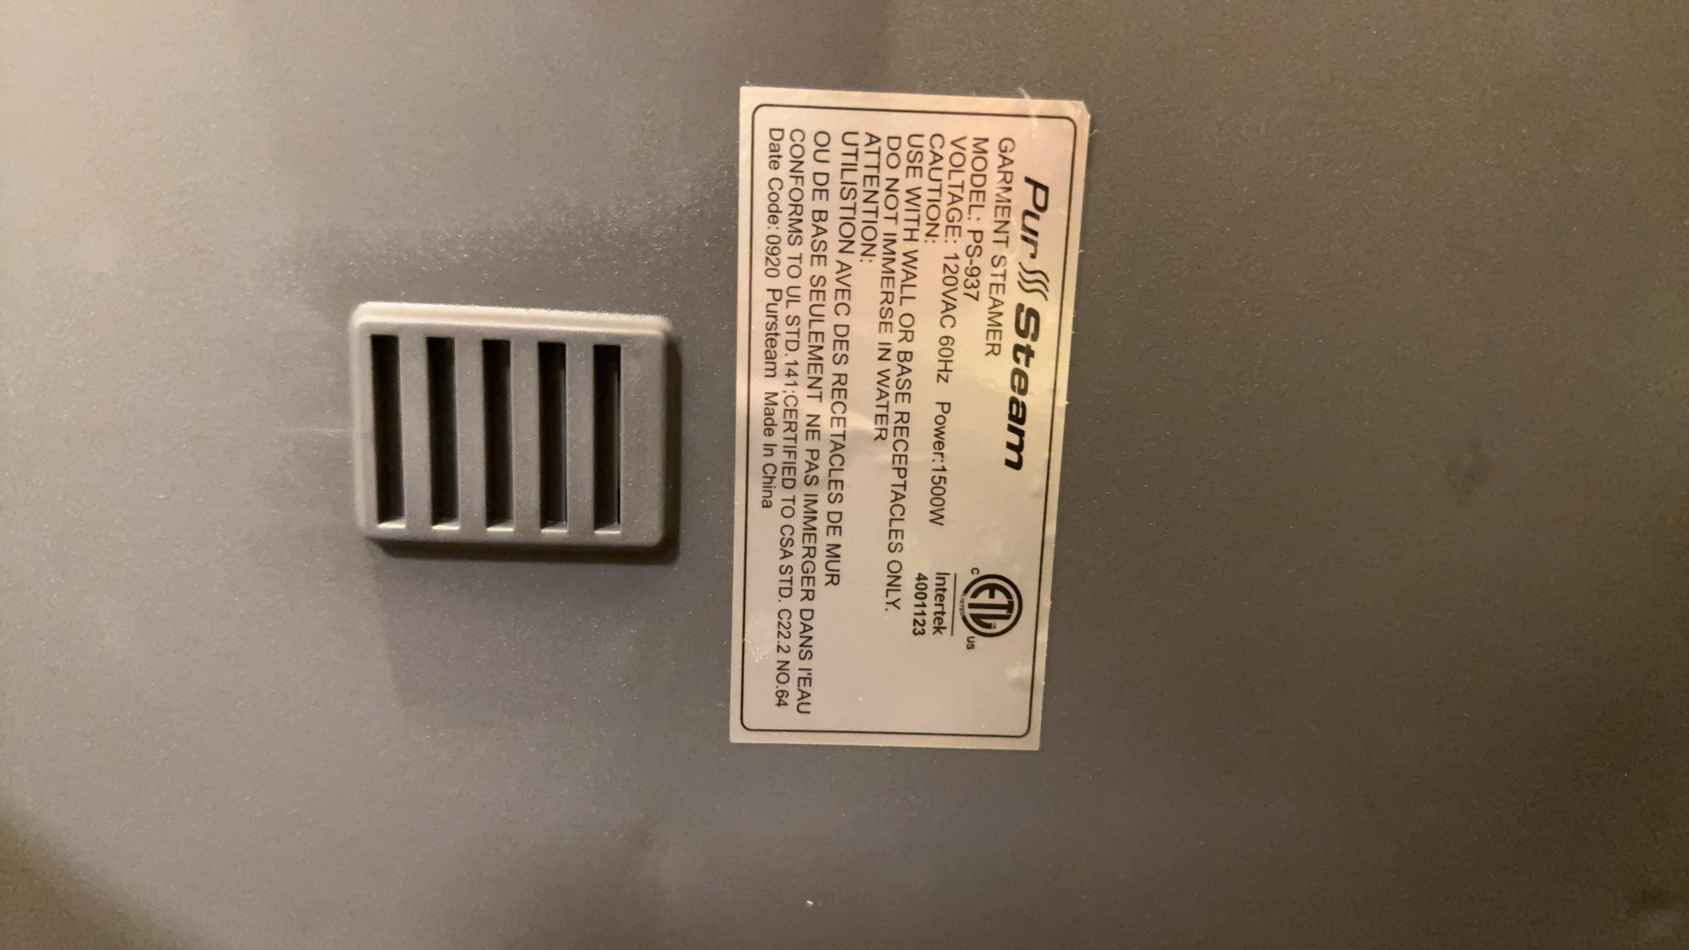 Pur Steam
GARMENT STEAMER
MODEL: PS-937
VOLTAGE: 120VAC 60Hz Power:1500W
CAUTION:
USE WITH WALL OR BASE RECEPTACLES ONLY.
DO NOT IMMERSE IN WATER
ATTENTION:
UTILISTION AVEC DES RECETACLES DE MUR
OU DE BASE SEULEMENT NE PAS IMMERGER DANS I'EAU
CONFORMS TO UL STD.141;CERTIFIED TO CSA STD. C22.2 NO.64
Date Code: 0920 Pursteam Made In China
ETL
c us
Intertek
4001123